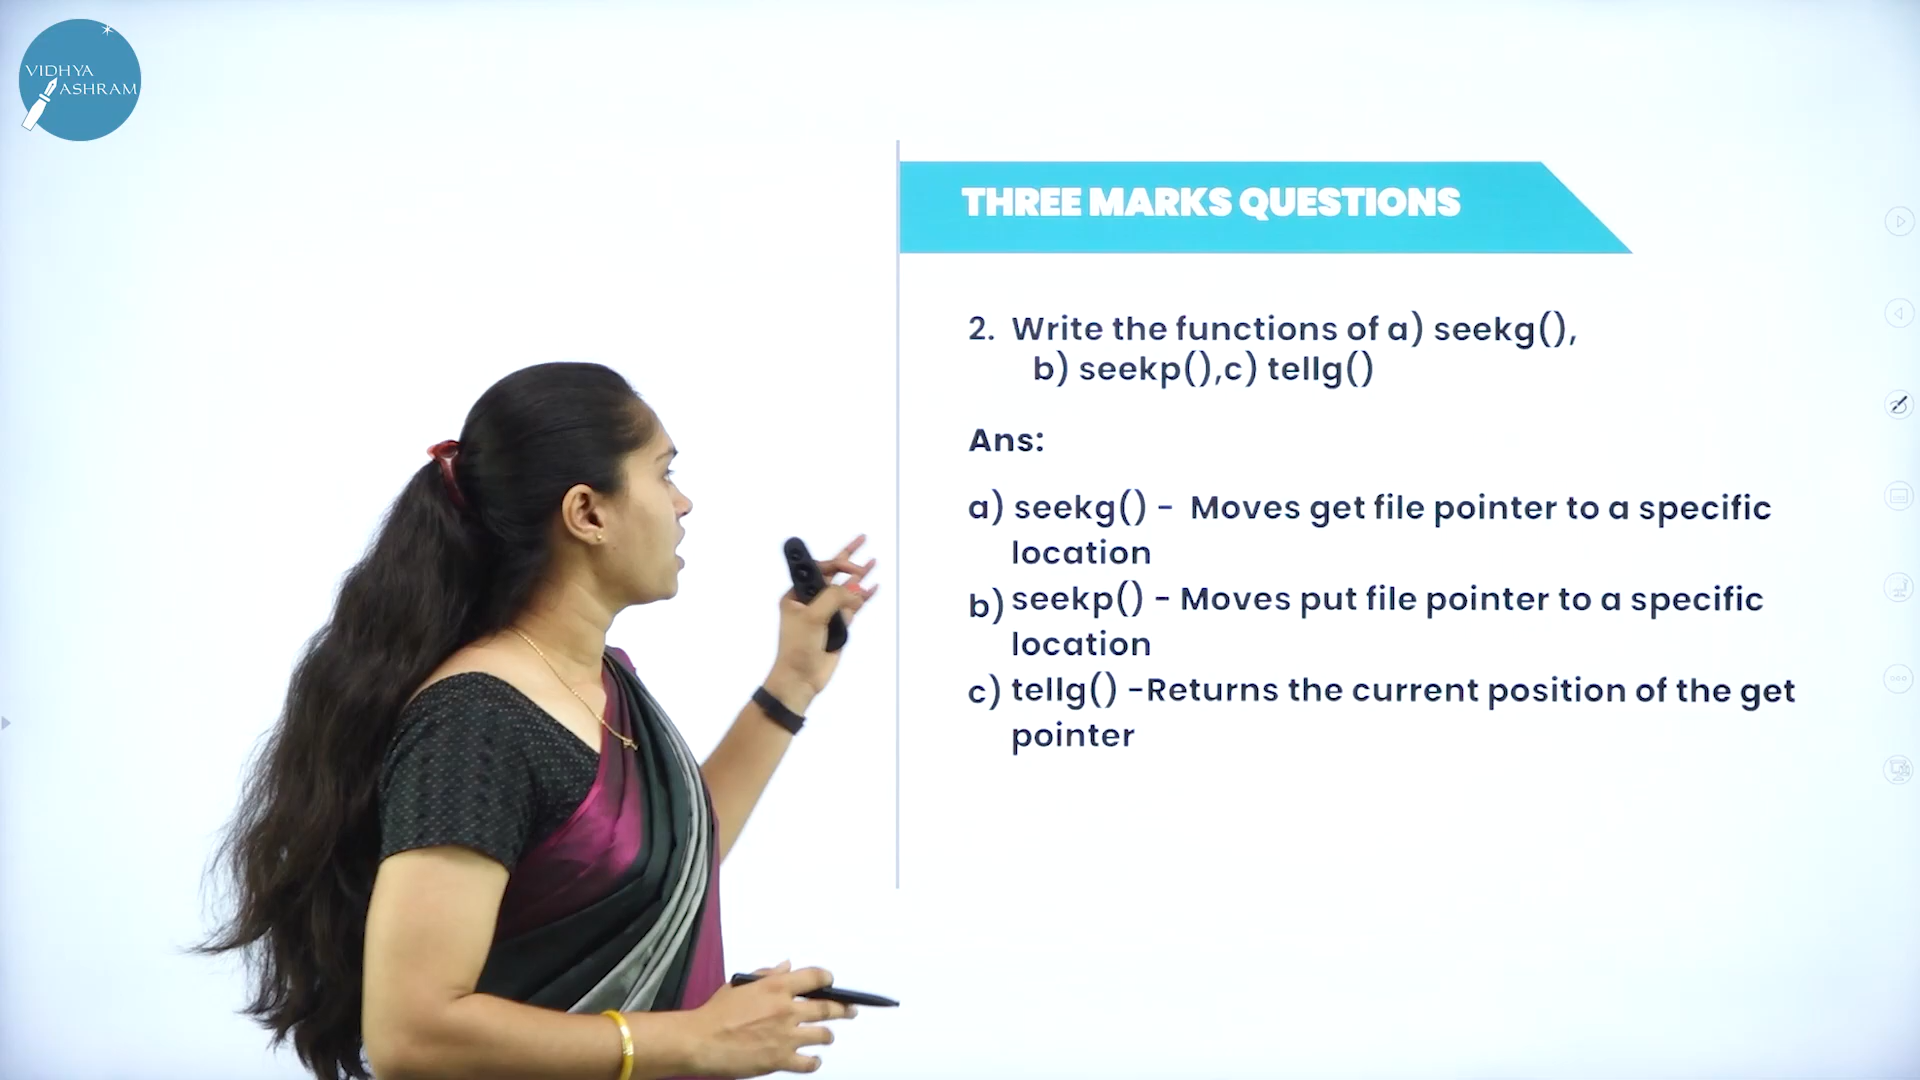 VIDHYA
ASHRAM
THREE MARKS QUESTIONS
2. Write the functions of a) seekg(),
b) seekp(),c) tellg()
Ans:
a) seekg() - Moves get file pointer to a specific
location
b) seekp() - Moves put file pointer to a specific
location
c) tellg() -Returns the current position of the get
pointer